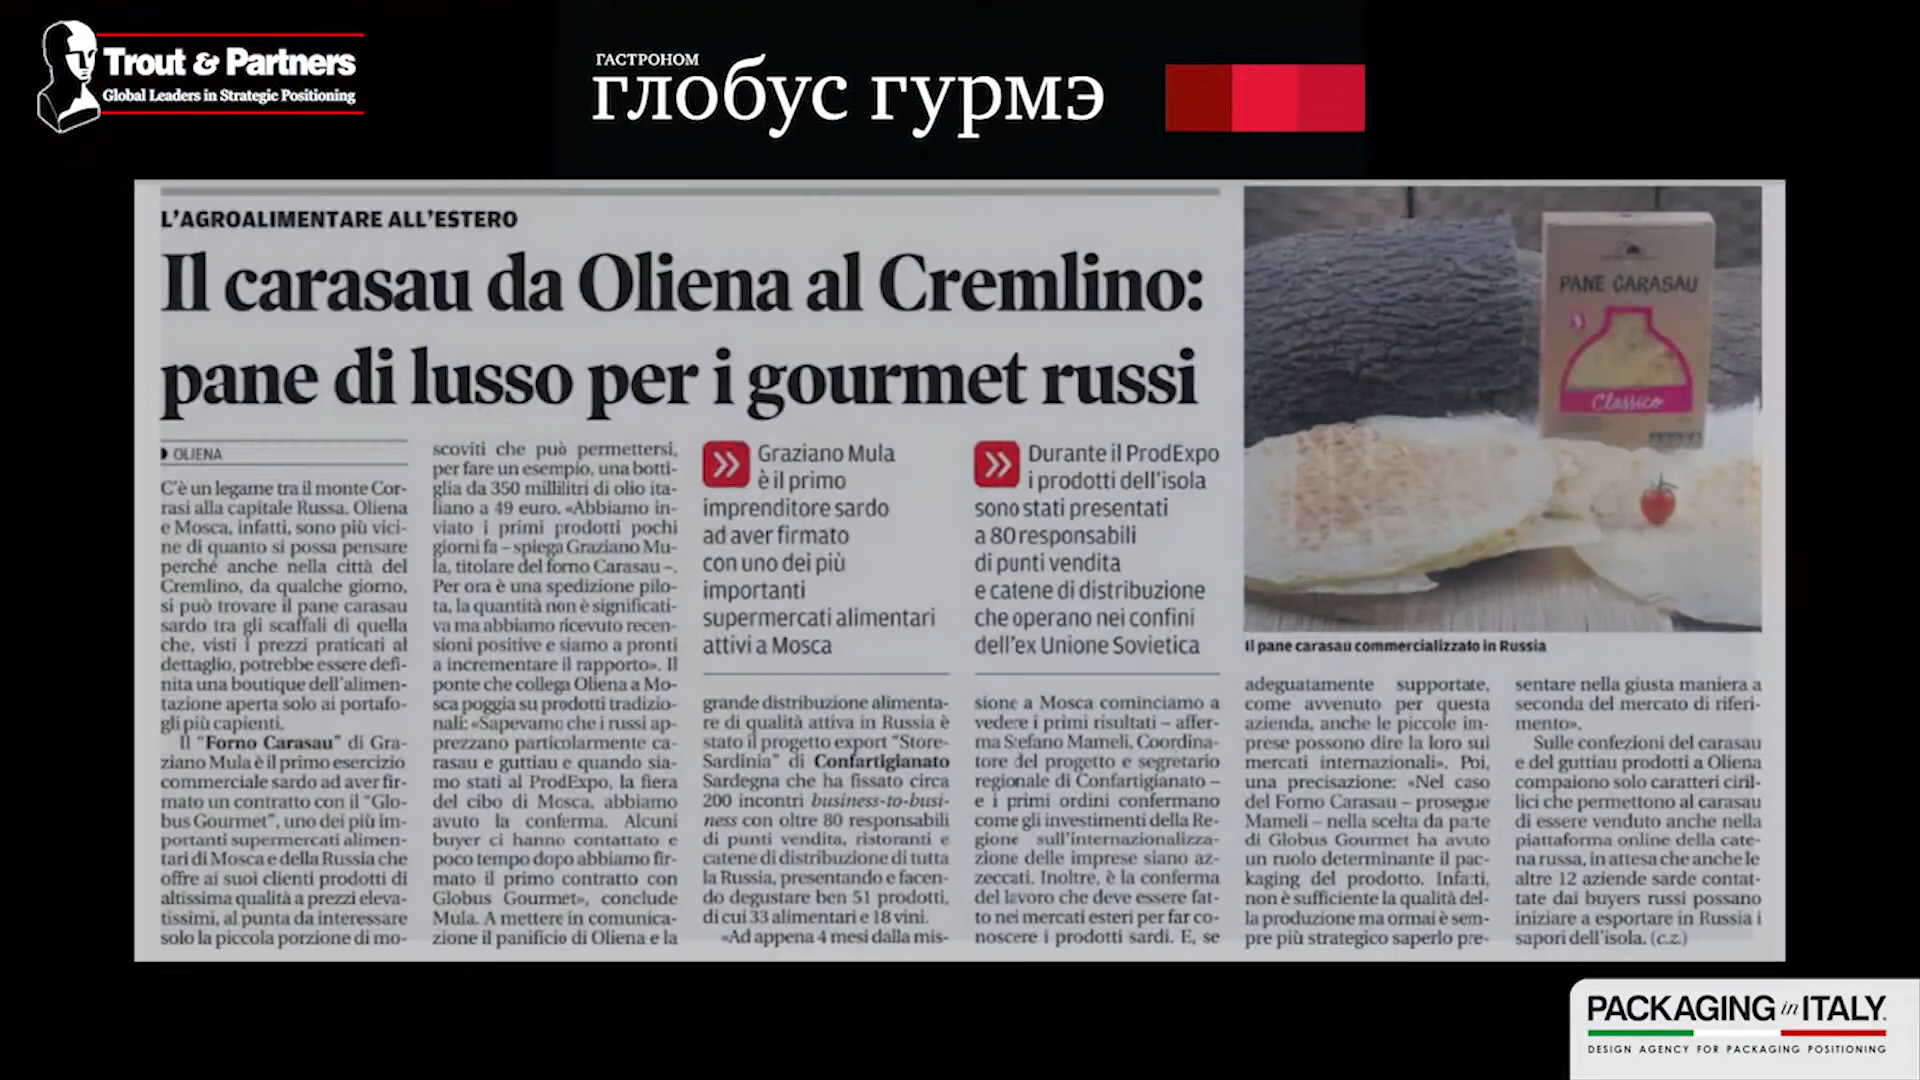 Trout & Partners
Global Leaders in Strategic Positioning
ГАСТРОНОМ
глобус гурмэ
L'AGROALIMENTARE ALL'ESTERO
Il carasau da Oliena al Cremlino:
pane di lusso per i gourmet russi
OLIENA
C'è un legame tra il monte Cor-
rasi alla capitale Russa. Oliena
e Mosca, infatti, sono più vici-
ne di quanto si possa pensare
perché anche nella città del
Cremlino, da qualche giorno,
si può trovare il pane carasau
sardo tra gli scaffali di quella
che, visti i prezzi praticati al
dettaglio, potrebbe essere defi-
nita una boutique dell'alimen-
tazione aperta solo ai portafo-
gli più capienti.
Il "Forno Carasau" di Gra-
ziano Mula è il primo esercizio
commerciale sardo ad aver fir-
mato un contratto con il "Glo-
bus Gourmet", uno dei più im-
portanti supermercati alimen-
tari di Mosca e della Russia che
offre ai suoi clienti prodotti di
altissima qualità a prezzi eleva-
tissimi, al punto da interessare
solo la piccola porzione di mo-
scoviti che può permettersi,
per fare un esempio, una botti-
glia da 350 millilitri di olio ita-
liano a 49 euro. «Abbiamo in-
viato i primi prodotti pochi
giorni fa – spiega Graziano Mu-
la, titolare del forno Carasau –.
Per ora è una spedizione pilo-
ta, la quantità non è significati-
va ma abbiamo ricevuto recen-
sioni positive e siamo a pronti
a incrementare il rapporto». Il
ponte che collega Oliena a Mo-
sca poggia su prodotti tradizio-
nali: «Sapevamo che i russi ap-
prezzano particolarmente ca-
rasau e guttiau e quando sia-
mo stati al ProdExpo, la fiera
del cibo di Mosca, abbiamo
avuto la conferma. Alcuni
buyer ci hanno contattato e
poco tempo dopo abbiamo fir-
mato il primo contratto con
Globus Gourmet», conclude
Mula. A mettere in comunica-
zione il panificio di Oliena e la
Graziano Mula
è il primo
imprenditore sardo
ad aver firmato
con uno dei più
importanti
supermercati alimentari
attivi a Mosca
grande distribuzione alimenta-
re di qualità attiva in Russia è
stato il progetto export "Store-
Sardinia" di Confartigianato
Sardegna che ha fissato circa
200 incontri business-to-busi-
ness con oltre 80 responsabili
di punti vendita, ristoranti e
catene di distribuzione di tutta
la Russia, presentando e facen-
do degustare ben 51 prodotti,
di cui 33 alimentari e 18 vini.
«Ad appena 4 mesi dalla mis-
Durante il ProdExpo
i prodotti dell'isola
sono stati presentati
a 80 responsabili
di punti vendita
e catene di distribuzione
che operano nei confini
dell'ex Unione Sovietica
sione a Mosca cominciamo a
vedere i primi risultati – affer-
ma Stefano Mameli, Coordina-
tore del progetto e segretario
regionale di Confartigianato –
e i primi ordini confermano
come gli investimenti della Re-
gione sull'internazionalizza-
zione delle imprese siano az-
zeccati. Inoltre, è la conferma
del lavoro che deve essere fat-
to nei mercati esteri per far co-
noscere i prodotti sardi. E, se
PANE CARASAU
Classico
Il pane carasau commercializzato in Russia
adeguatamente supportate,
come avvenuto per questa
azienda, anche le piccole im-
prese possono dire la loro sui
mercati internazionali». Poi,
una precisazione: «Nel caso
del Forno Carasau – prosegue
Mameli – nella scelta da parte
di Globus Gourmet ha avuto
un ruolo determinante il pac-
kaging del prodotto. Infatti,
non è sufficiente la qualità del-
la produzione ma ormai è sem-
pre più strategico saperlo pre-
sentare nella giusta maniera a
seconda del mercato di riferi-
mento».
Sulle confezioni del carasau
e del guttiau prodotti a Oliena
compaiono solo caratteri ciril-
lici che permettono al carasau
di essere venduto anche nella
piattaforma online della cate-
na russa, in attesa che anche le
altre 12 aziende sarde contat-
tate dai buyers russi possano
iniziare a esportare in Russia i
sapori dell'isola. (c.z.)
PACKAGING in ITALY.
DESIGN AGENCY FOR PACKAGING POSITIONING